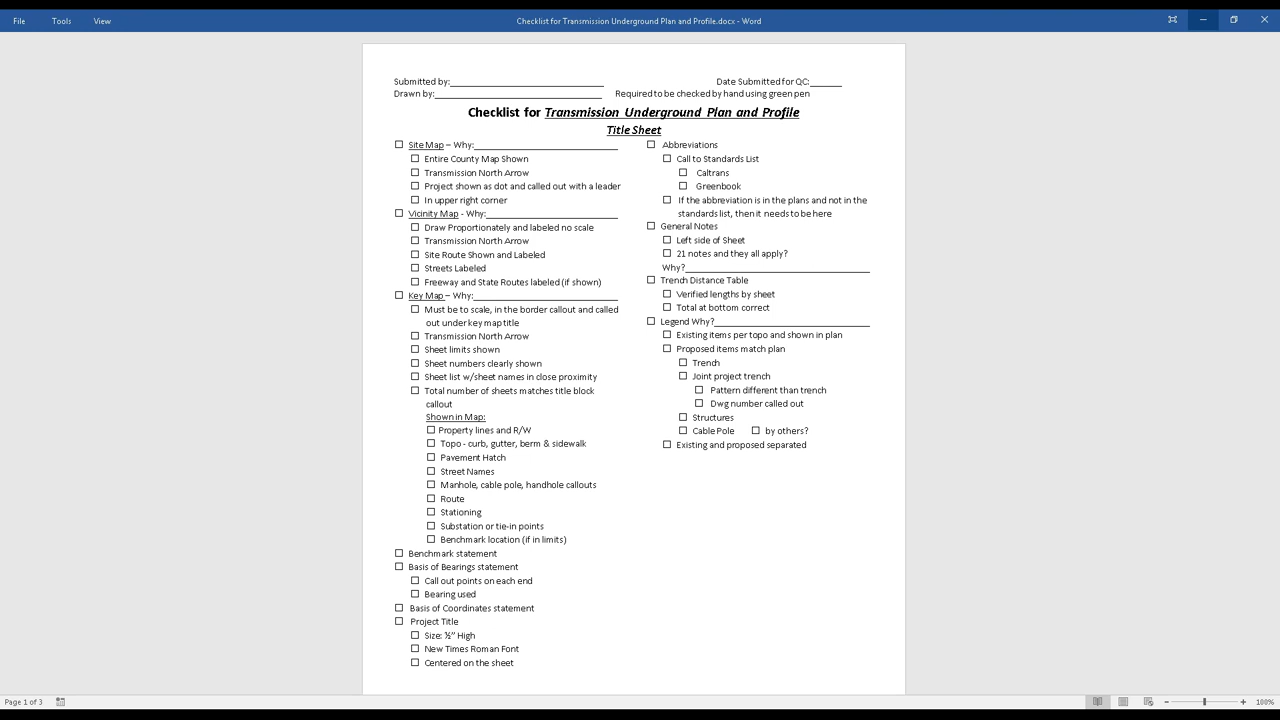 File Tools View Checklist for Transmission Underground Plan and Profile.docx - Word
Submitted by: Date Submitted for QC:
Drawn by: Required to be checked by hand using green pen
Checklist for Transmission Underground Plan and Profile
Title Sheet
Site Map – Why:
Entire County Map Shown
Transmission North Arrow
Project shown as dot and called out with a leader
In upper right corner
Vicinity Map - Why:
Draw Proportionately and labeled no scale
Transmission North Arrow
Site Route Shown and Labeled
Streets Labeled
Freeway and State Routes labeled (if shown)
Key Map – Why:
Must be to scale, in the border callout and called
out under key map title
Transmission North Arrow
Sheet limits shown
Sheet numbers clearly shown
Sheet list w/sheet names in close proximity
Total number of sheets matches title block
callout
Shown in Map:
Property lines and R/W
Topo - curb, gutter, berm & sidewalk
Pavement Hatch
Street Names
Manhole, cable pole, handhole callouts
Route
Stationing
Substation or tie-in points
Benchmark location (if in limits)
Benchmark statement
Basis of Bearings statement
Call out points on each end
Bearing used
Basis of Coordinates statement
Project Title
Size: ½” High
New Times Roman Font
Centered on the sheet
Abbreviations
Call to Standards List
Caltrans
Greenbook
If the abbreviation is in the plans and not in the
standards list, then it needs to be here
General Notes
Left side of Sheet
21 notes and they all apply?
Why?
Trench Distance Table
Verified lengths by sheet
Total at bottom correct
Legend Why?
Existing items per topo and shown in plan
Proposed items match plan
Trench
Joint project trench
Pattern different than trench
Dwg number called out
Structures
Cable Pole by others?
Existing and proposed separated
Page 1 of 3 100%